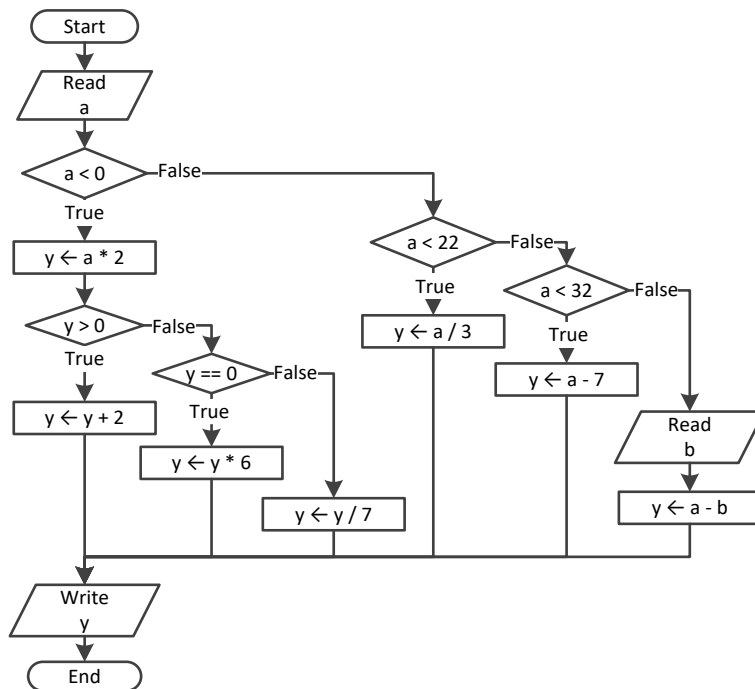 Start
Read
a
a < 0
False
True
a < 22
False
y ← a * 2
a < 32
False
True
y > 0
False
y ← a / 3
True
True
y == 0
False
y ← a - 7
y ← y + 2
True
Read
b
y ← y * 6
y ← y / 7
y ← a - b
Write
y
End